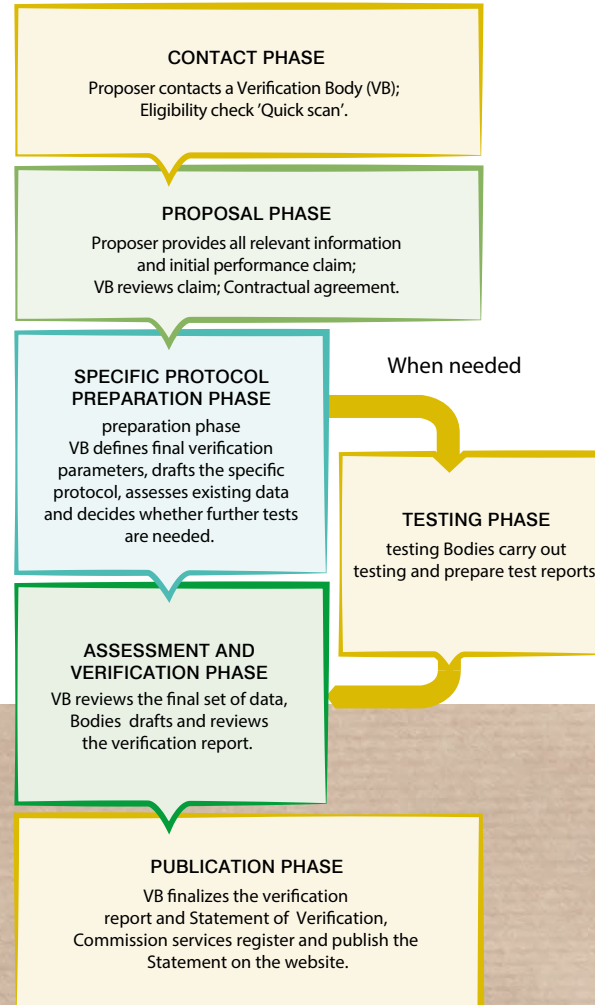 CONTACT PHASE
Proposer contacts a Verification Body (VB);
Eligibility check ’Quick scan’.
PROPOSAL PHASE
Proposer provides all relevant information
and initial performance claim;
VB reviews claim; Contractual agreement.
SPECIFIC PROTOCOL
PREPARATION PHASE
preparation phase
VB defines final verification
parameters, drafts the specific
protocol, assesses existing data
and decides whether further tests
are needed.
When needed
TESTING PHASE
testing Bodies carry out
testing and prepare test reports
ASSESSMENT AND
VERIFICATION PHASE
VB reviews the final set of data,
Bodies drafts and reviews
the verification report.
PUBLICATION PHASE
VB finalizes the verification
report and Statement of Verification,
Commission services register and publish the
Statement on the website.